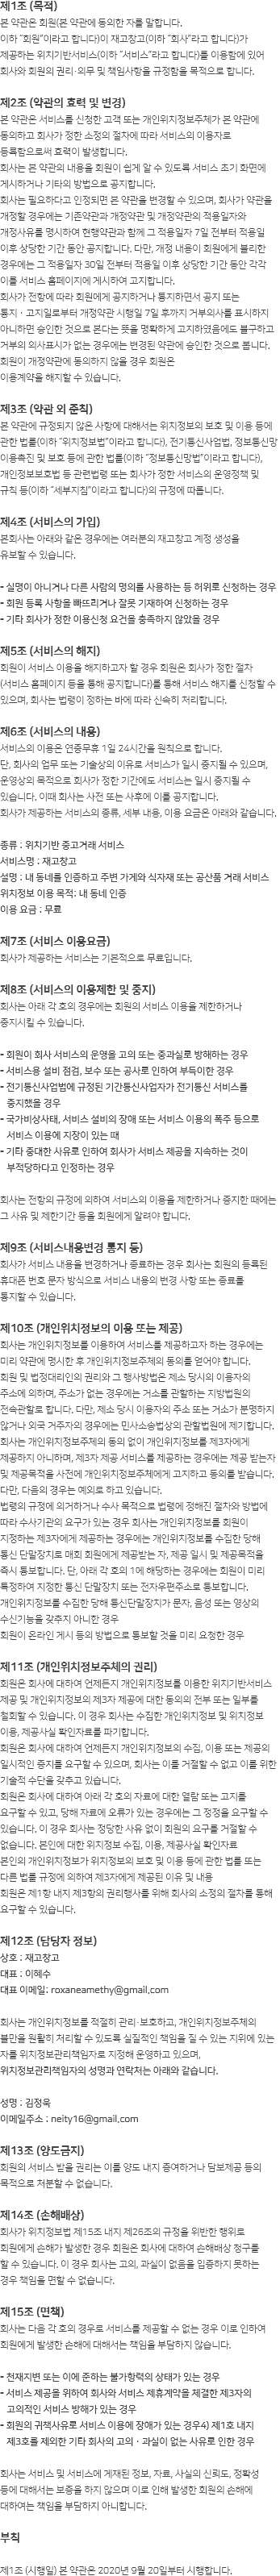 제1조 (목적)
본 약관은 회원(본 약관에 동의한 자를 말합니다.
이하 "회원"이라고 합니다)이 재고창고(이하 "회사"라고 합니다)가
제공하는 위치기반서비스(이하 "서비스"라고 합니다)를 이용함에 있어
회사와 회원의 권리·의무 및 책임사항을 규정함을 목적으로 합니다.
제2조 (약관의 효력 및 변경)
본 약관은 서비스를 신청한 고객 또는 개인위치정보주체가 본 약관에
동의하고 회사가 정한 소정의 절차에 따라 서비스의 이용자로
등록함으로써 효력이 발생합니다.
회사는 본 약관의 내용을 회원이 쉽게 알 수 있도록 서비스 초기 화면에
게시하거나 기타의 방법으로 공지합니다.
회사는 필요하다고 인정되면 본 약관을 변경할 수 있으며, 회사가 약관을
개정할 경우에는 기존약관과 개정약관 및 개정약관의 적용일자와
개정사유를 명시하여 현행약관과 함께 그 적용일자 7일 전부터 적용일
이후 상당한 기간 동안 공지합니다. 다만, 개정 내용이 회원에게 불리한
경우에는 그 적용일자 30일 전부터 적용일 이후 상당한 기간 동안 각각
이를 서비스 홈페이지에 게시하여 고지합니다.
회사가 전항에 따라 회원에게 공지하거나 통지하면서 공지 또는
통지ㆍ고지일로부터 개정약관 시행일 7일 후까지 거부의사를 표시하지
아니하면 승인한 것으로 본다는 뜻을 명확하게 고지하였음에도 불구하고
거부의 의사표시가 없는 경우에는 변경된 약관에 승인한 것으로 봅니다.
회원이 개정약관에 동의하지 않을 경우 회원은
이용계약을 해지할 수 있습니다.
제3조 (약관 외 준칙)
본 약관에 규정되지 않은 사항에 대해서는 위치정보의 보호 및 이용 등에
관한 법률(이하 "위치정보법"이라고 합니다), 전기통신사업법, 정보통신망
이용촉진 및 보호 등에 관한 법률(이하 "정보통신망법"이라고 합니다),
개인정보보호법 등 관련법령 또는 회사가 정한 서비스의 운영정책 및
규칙 등(이하 "세부지침"이라고 합니다)의 규정에 따릅니다.
제4조 (서비스의 가입)
본회사는 아래와 같은 경우에는 여러분의 재고창고 계정 생성을
유보할 수 있습니다.
- 실명이 아니거나 다른 사람의 명의를 사용하는 등 허위로 신청하는 경우
- 회원 등록 사항을 빠뜨리거나 잘못 기재하여 신청하는 경우
- 기타 회사가 정한 이용신청 요건을 충족하지 않았을 경우
제5조 (서비스의 해지)
회원이 서비스 이용을 해지하고자 할 경우 회원은 회사가 정한 절차
(서비스 홈페이지 등을 통해 공지합니다)를 통해 서비스 해지를 신청할 수
있으며, 회사는 법령이 정하는 바에 따라 신속히 처리합니다.
제6조 (서비스의 내용)
서비스의 이용은 연중무휴 1일 24시간을 원칙으로 합니다.
단, 회사의 업무 또는 기술상의 이유로 서비스가 일시 중지될 수 있으며,
운영상의 목적으로 회사가 정한 기간에도 서비스는 일시 중지될 수
있습니다. 이때 회사는 사전 또는 사후에 이를 공지합니다.
회사가 제공하는 서비스의 종류, 세부 내용, 이용 요금은 아래와 같습니다.
종류 : 위치기반 중고거래 서비스
서비스명 : 재고창고
설명 : 내 동네를 인증하고 주변 가게와 식자재 또는 공산품 거래 서비스
위치정보 이용 목적: 내 동네 인증
이용 요금 : 무료
제7조 (서비스 이용요금)
회사가 제공하는 서비스는 기본적으로 무료입니다.
제8조 (서비스의 이용제한 및 중지)
회사는 아래 각 호의 경우에는 회원의 서비스 이용을 제한하거나
중지시킬 수 있습니다.
- 회원이 회사 서비스의 운영을 고의 또는 중과실로 방해하는 경우
- 서비스용 설비 점검, 보수 또는 공사로 인하여 부득이한 경우
- 전기통신사업법에 규정된 기간통신사업자가 전기통신 서비스를
중지했을 경우
- 국가비상사태, 서비스 설비의 장애 또는 서비스 이용의 폭주 등으로
서비스 이용에 지장이 있는 때
- 기타 중대한 사유로 인하여 회사가 서비스 제공을 지속하는 것이
부적당하다고 인정하는 경우
회사는 전항의 규정에 의하여 서비스의 이용을 제한하거나 중지한 때에는
그 사유 및 제한기간 등을 회원에게 알려야 합니다.
제9조 (서비스내용변경 통지 등)
회사가 서비스 내용을 변경하거나 종료하는 경우 회사는 회원의 등록된
휴대폰 번호 문자 방식으로 서비스 내용의 변경 사항 또는 종료를
통지할 수 있습니다.
제10조 (개인위치정보의 이용 또는 제공)
회사는 개인위치정보를 이용하여 서비스를 제공하고자 하는 경우에는
미리 약관에 명시한 후 개인위치정보주체의 동의를 얻어야 합니다.
회원 및 법정대리인의 권리와 그 행사방법은 제소 당시의 이용자의
주소에 의하며, 주소가 없는 경우에는 거소를 관할하는 지방법원의
전속관할로 합니다. 다만, 제소 당시 이용자의 주소 또는 거소가 분명하지
않거나 외국 거주자의 경우에는 민사소송법상의 관할법원에 제기합니다.
회사는 개인위치정보주체의 동의 없이 개인위치정보를 제3자에게
제공하지 아니하며, 제3자 제공 서비스를 제공하는 경우에는 제공 받는자
및 제공목적을 사전에 개인위치정보주체에게 고지하고 동의를 받습니다.
다만, 다음의 경우는 예외로 하고 있습니다.
법령의 규정에 의거하거나 수사 목적으로 법령에 정해진 절차와 방법에
따라 수사기관의 요구가 있는 경우 회사는 개인위치정보를 회원이
지정하는 제3자에게 제공하는 경우에는 개인위치정보를 수집한 당해
통신 단말장치로 매회 회원에게 제공받는 자, 제공 일시 및 제공목적을
즉시 통보합니다. 단, 아래 각 호의 1에 해당하는 경우에는 회원이 미리
특정하여 지정한 통신 단말장치 또는 전자우편주소로 통보합니다.
개인위치정보를 수집한 당해 통신단말장치가 문자, 음성 또는 영상의
수신기능을 갖추지 아니한 경우
회원이 온라인 게시 등의 방법으로 통보할 것을 미리 요청한 경우
제11조 (개인위치정보주체의 권리)
회원은 회사에 대하여 언제든지 개인위치정보를 이용한 위치기반서비스
제공 및 개인위치정보의 제3자 제공에 대한 동의의 전부 또는 일부를
철회할 수 있습니다. 이 경우 회사는 수집한 개인위치정보 및 위치정보
이용, 제공사실 확인자료를 파기합니다.
회원은 회사에 대하여 언제든지 개인위치정보의 수집, 이용 또는 제공의
일시적인 중지를 요구할 수 있으며, 회사는 이를 거절할 수 없고 이를 위한
기술적 수단을 갖추고 있습니다.
회원은 회사에 대하여 아래 각 호의 자료에 대한 열람 또는 고지를
요구할 수 있고, 당해 자료에 오류가 있는 경우에는 그 정정을 요구할 수
있습니다. 이 경우 회사는 정당한 사유 없이 회원의 요구를 거절할 수
없습니다. 본인에 대한 위치정보 수집, 이용, 제공사실 확인자료
본인의 개인위치정보가 위치정보의 보호 및 이용 등에 관한 법률 또는
다른 법률 규정에 의하여 제3자에게 제공된 이유 및 내용
회원은 제1항 내지 제3항의 권리행사를 위해 회사의 소정의 절차를 통해
요구할 수 있습니다.
제12조 (담당자 정보)
상호 : 재고창고
대표 : 이혜수
대표 이메일: roxaneamethy@gmail.com
회사는 개인위치정보를 적절히 관리·보호하고, 개인위치정보주체의
불만을 원활히 처리할 수 있도록 실질적인 책임을 질 수 있는 지위에 있는
자를 위치정보관리책임자로 지정해 운영하고 있으며,
위치정보관리책임자의 성명과 연락처는 아래와 같습니다.
성명 : 김정욱
이메일주소 : neity16@gmail.com
제13조 (양도금지)
회원의 서비스 받을 권리는 이를 양도 내지 증여하거나 담보제공 등의
목적으로 처분할 수 없습니다.
제14조 (손해배상)
회사가 위치정보법 제15조 내지 제26조의 규정을 위반한 행위로
회원에게 손해가 발생한 경우 회원은 회사에 대하여 손해배상 청구를
할 수 있습니다. 이 경우 회사는 고의, 과실이 없음을 입증하지 못하는
경우 책임을 면할 수 없습니다.
제15조 (면책)
회사는 다음 각 호의 경우로 서비스를 제공할 수 없는 경우 이로 인하여
회원에게 발생한 손해에 대해서는 책임을 부담하지 않습니다.
- 천재지변 또는 이에 준하는 불가항력의 상태가 있는 경우
- 서비스 제공을 위하여 회사와 서비스 제휴계약을 체결한 제3자의
고의적인 서비스 방해가 있는 경우
- 회원의 귀책사유로 서비스 이용에 장애가 있는 경우4) 제1호 내지
제3호를 제외한 기타 회사의 고의ㆍ과실이 없는 사유로 인한 경우
회사는 서비스 및 서비스에 게재된 정보, 자료, 사실의 신뢰도, 정확성
등에 대해서는 보증을 하지 않으며 이로 인해 발생한 회원의 손해에
대하여는 책임을 부담하지 아니합니다.
부칙
제1조 (시행일) 본 약관은 2020년 9월 20일부터 시행합니다.